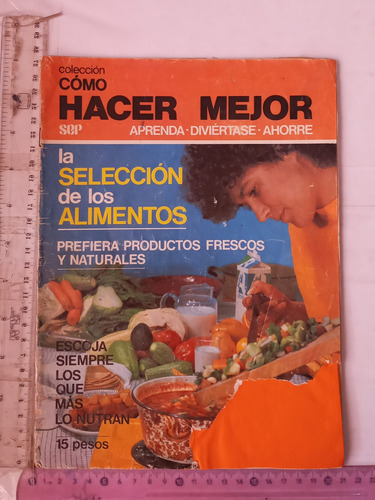 colección
CÓMO
HACER MEJOR
sep
APRENDA · DIVIÉRTASE · AHORRE
la
SELECCIÓN
de los
ALIMENTOS
PREFIERA PRODUCTOS FRESCOS
Y NATURALES
ESCOJA
SIEMPRE
LOS
QUE
MÁS
LO NUTRAN
15 pesos